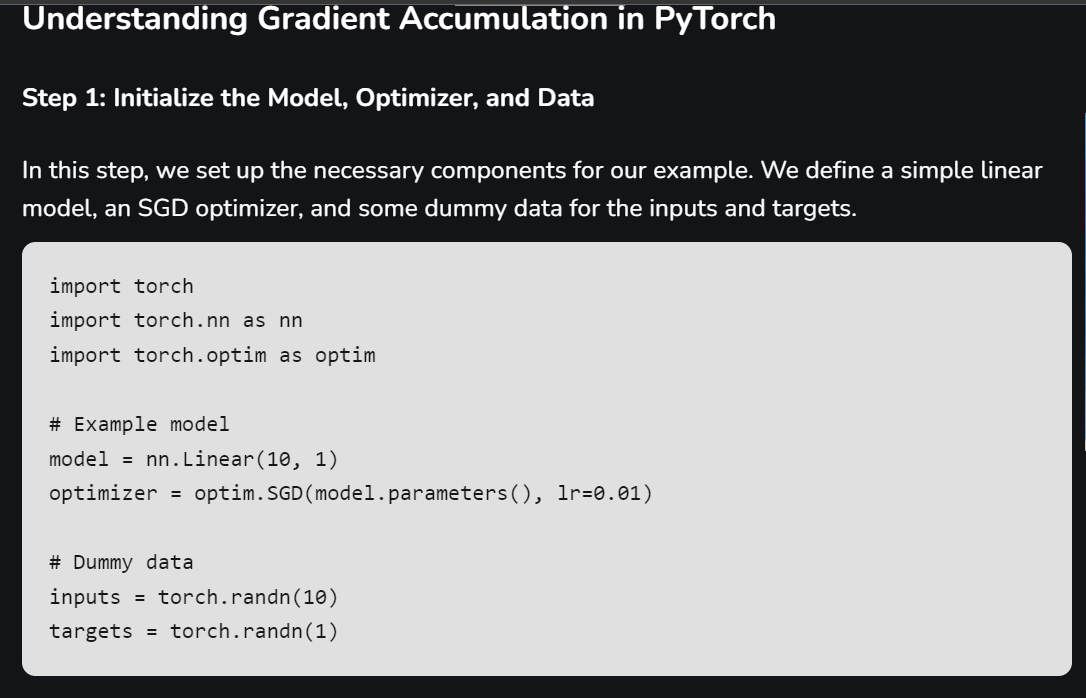 Understanding Gradient Accumulation in PyTorch
Step 1: Initialize the Model, Optimizer, and Data
In this step, we set up the necessary components for our example. We define a simple linear
model, an SGD optimizer, and some dummy data for the inputs and targets.
import torch
import torch.nn as nn
import torch.optim as optim
# Example model
model = nn.Linear(10, 1)
optimizer = optim.SGD(model.parameters(), lr=0.01)
# Dummy data
inputs = torch.randn(10)
targets = torch.randn(1)